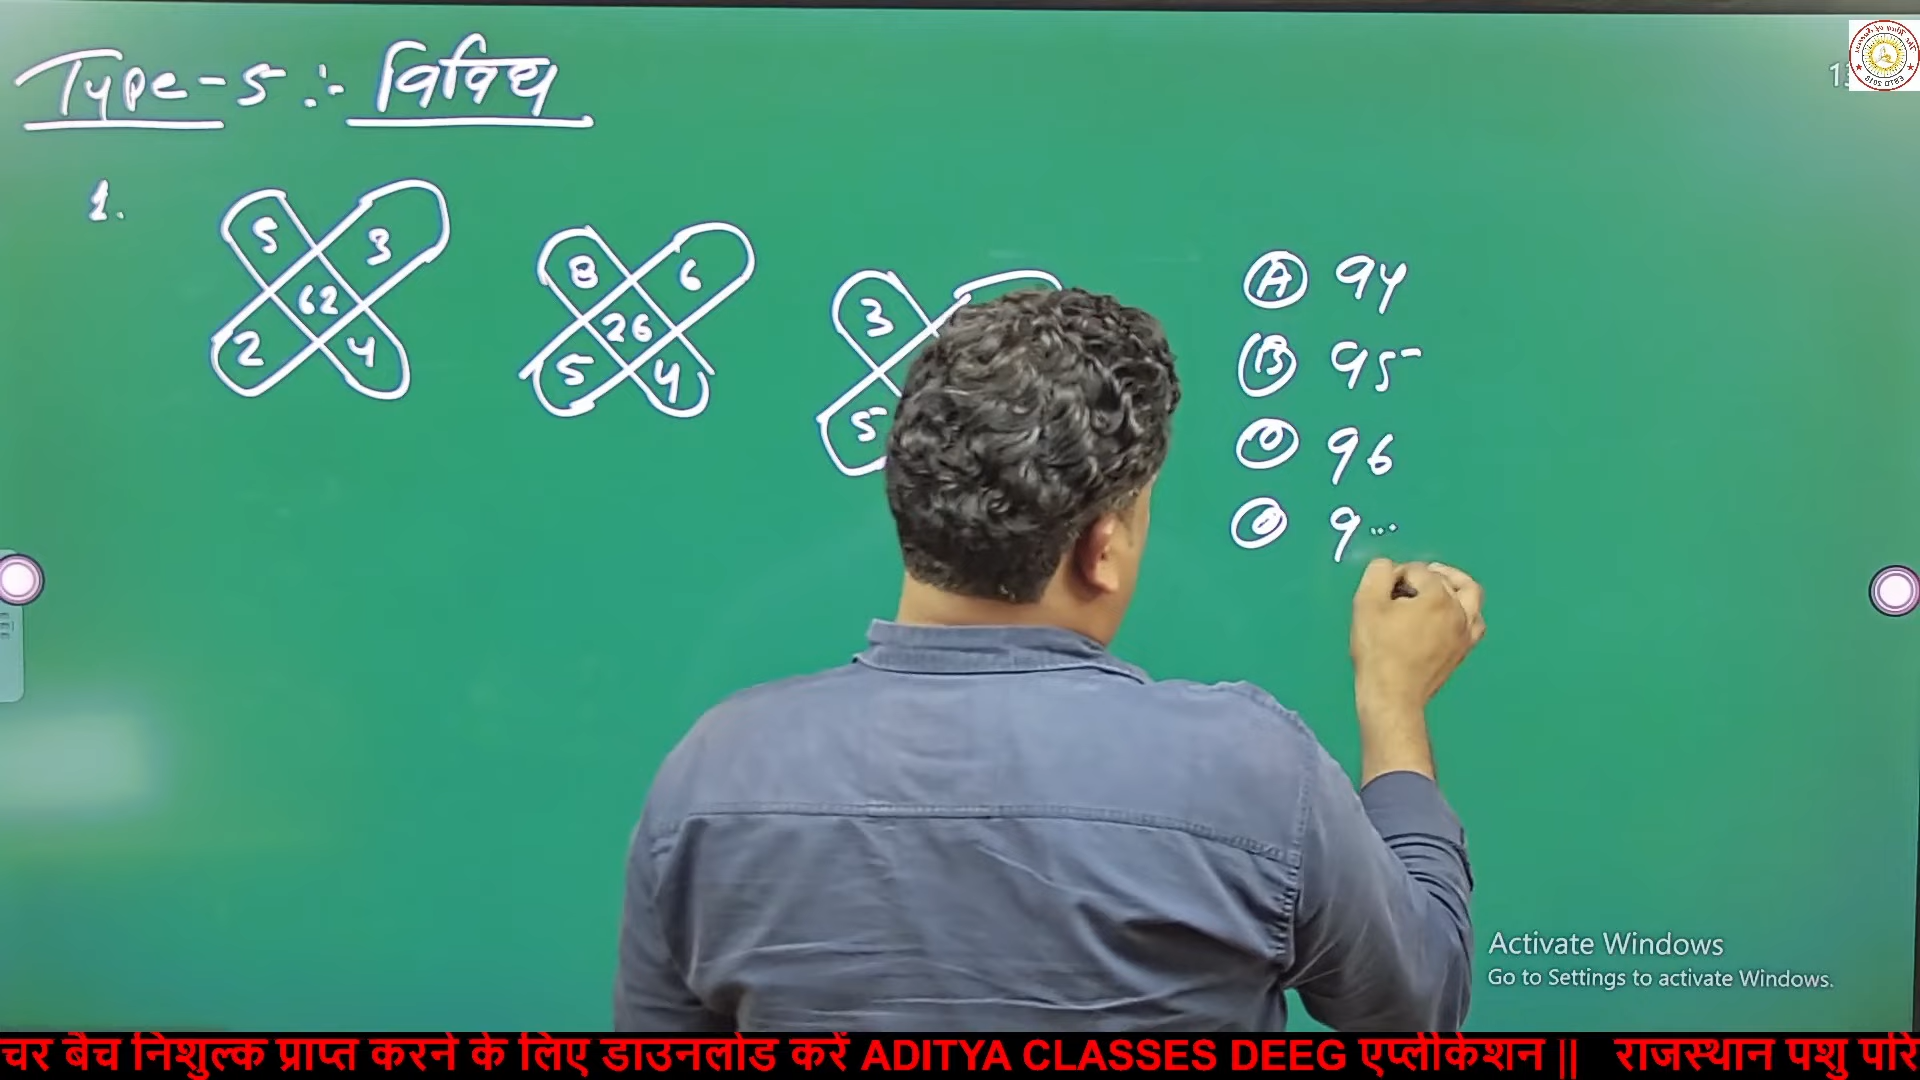 Type-5 :- विविध
1.
5 3
62
2 4
8 6
26
5 4
3
5
A 94
B 95
96
9
Activate Windows
Go to Settings to activate Windows.
चर बैच निशुल्क प्राप्त करने के लिए डाउनलोड करें ADITYA CLASSES DEEG एप्लीकेशन || राजस्थान पशु परि